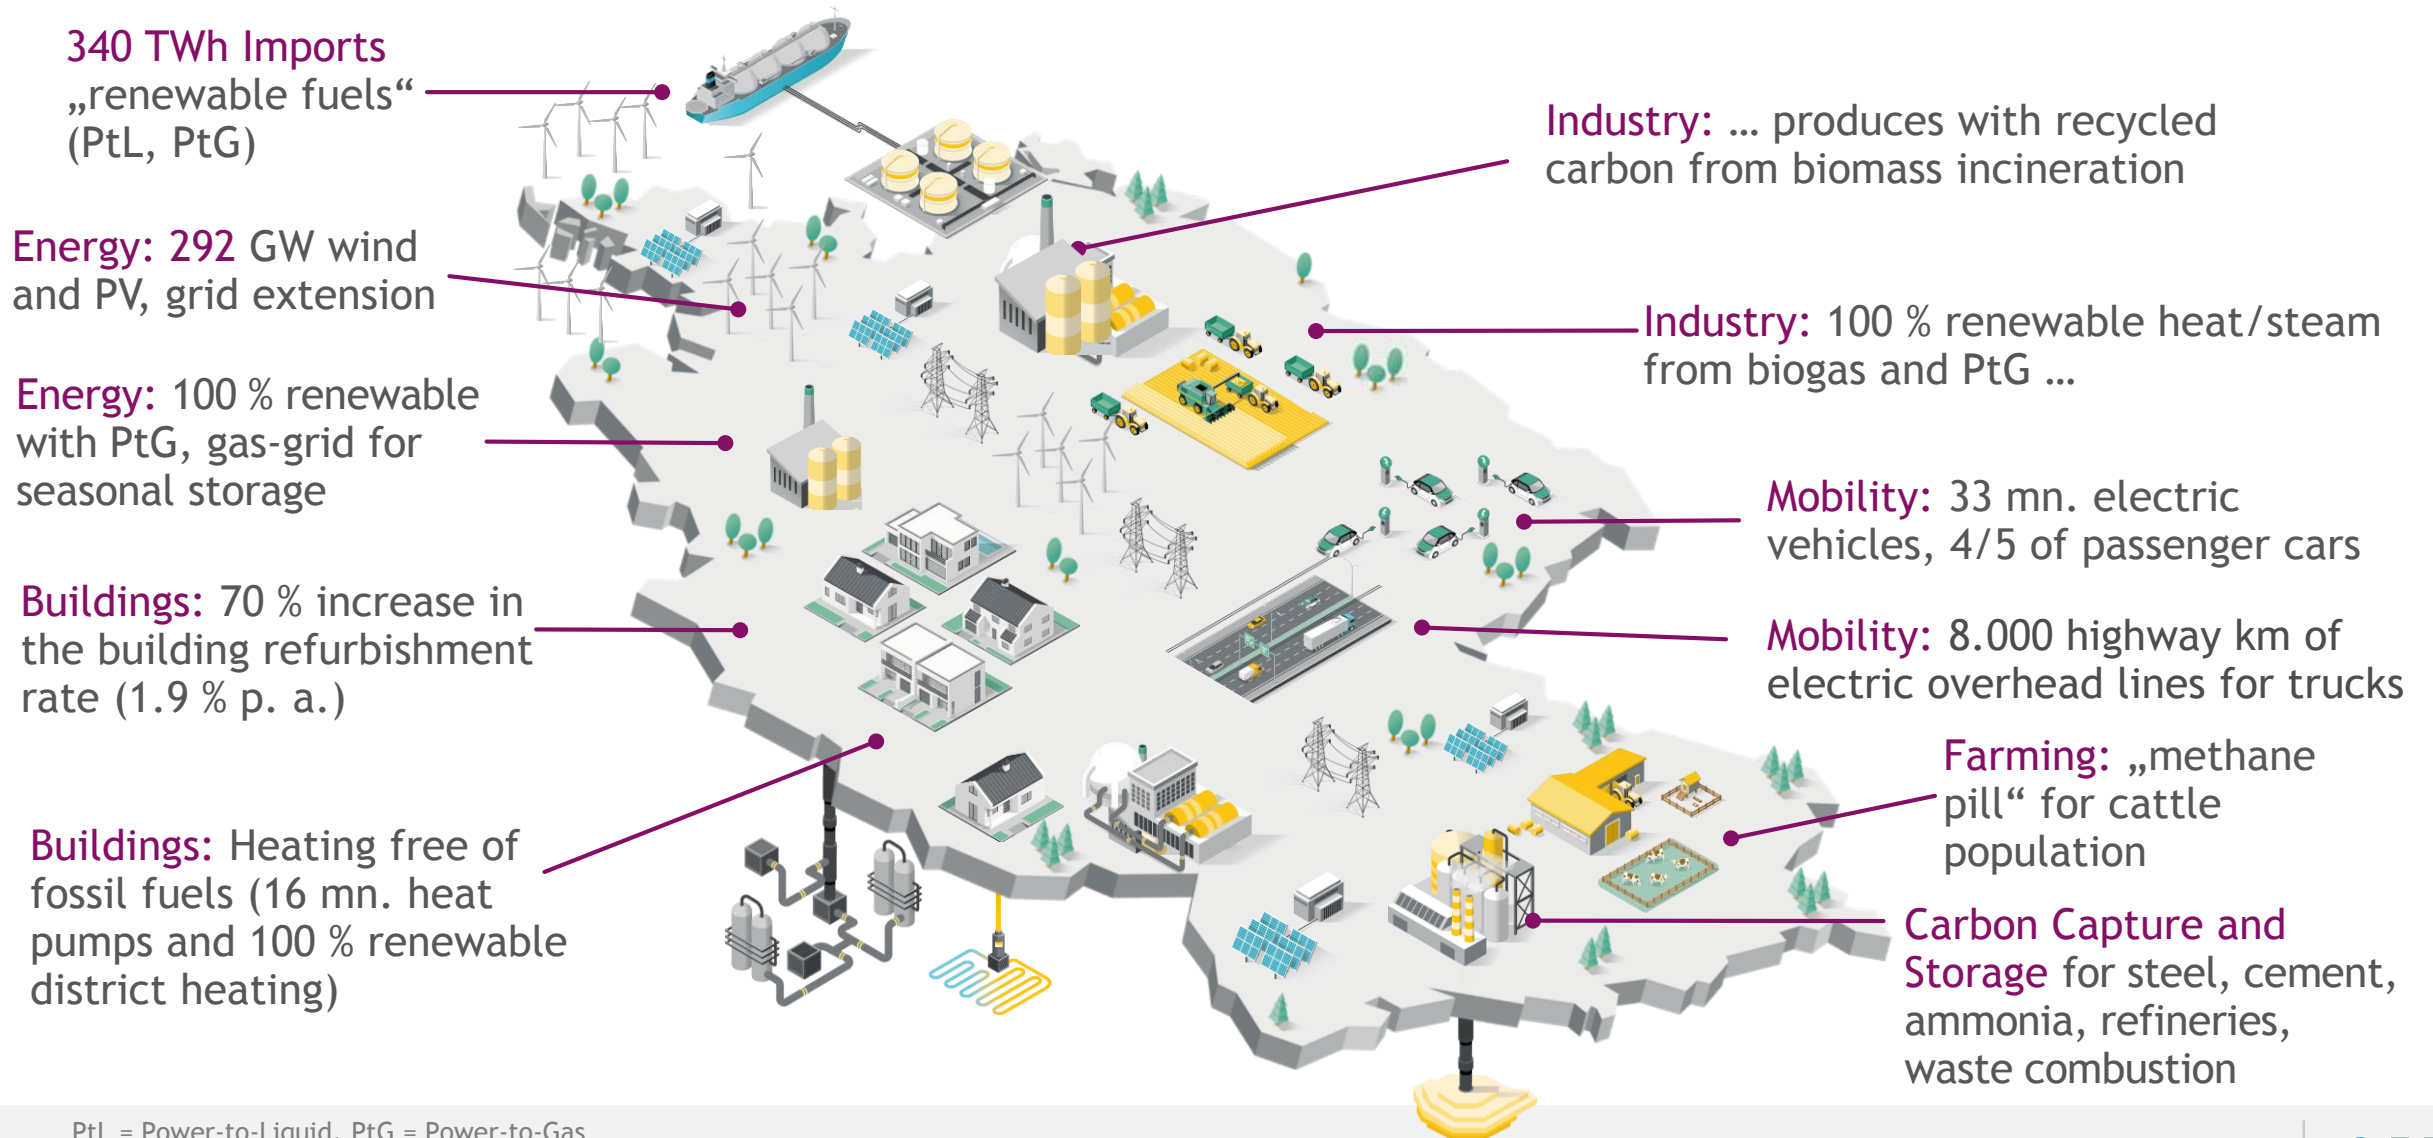 340 TWh Imports
„renewable fuels“
(PtL, PtG)
Energy: 292 GW wind
and PV, grid extension
Energy: 100 % renewable
with PtG, gas-grid for
seasonal storage
Buildings: 70 % increase in
the building refurbishment
rate (1.9 % p. a.)
Buildings: Heating free of
fossil fuels (16 mn. heat
pumps and 100 % renewable
district heating)
Industry: … produces with recycled
carbon from biomass incineration
Industry: 100 % renewable heat/steam
from biogas and PtG …
Mobility: 33 mn. electric
vehicles, 4/5 of passenger cars
Mobility: 8.000 highway km of
electric overhead lines for trucks
Farming: „methane
pill“ for cattle
population
Carbon Capture and
Storage for steel, cement,
ammonia, refineries,
waste combustion
PtL = Power-to-Liquid, PtG = Power-to-Gas